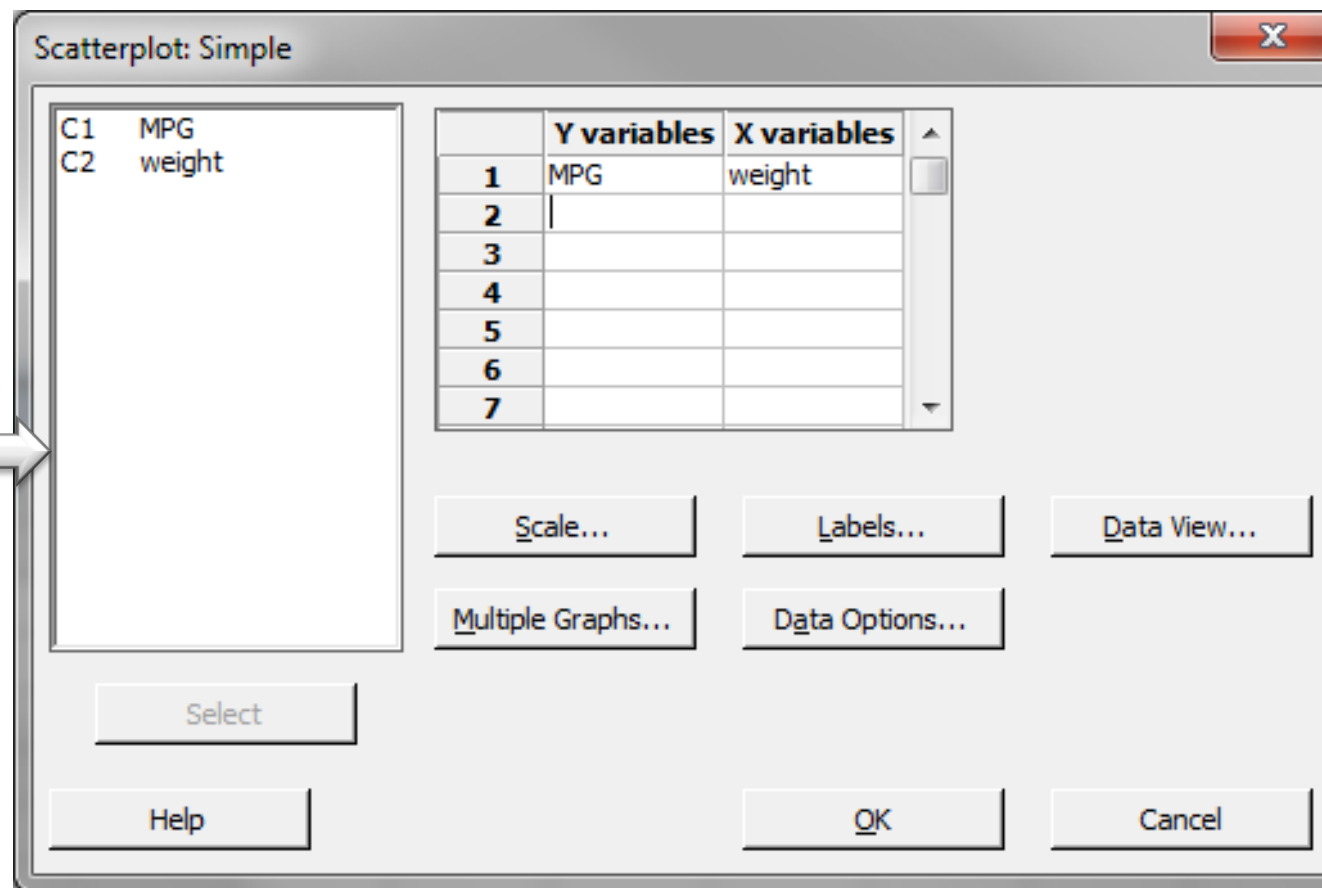 Scatterplot: Simple
C1 MPG
C2 weight
Y variables X variables
1 MPG weight
2
3
4
5
6
7
Scale... Labels... Data View...
Multiple Graphs... Data Options...
Select
Help OK Cancel